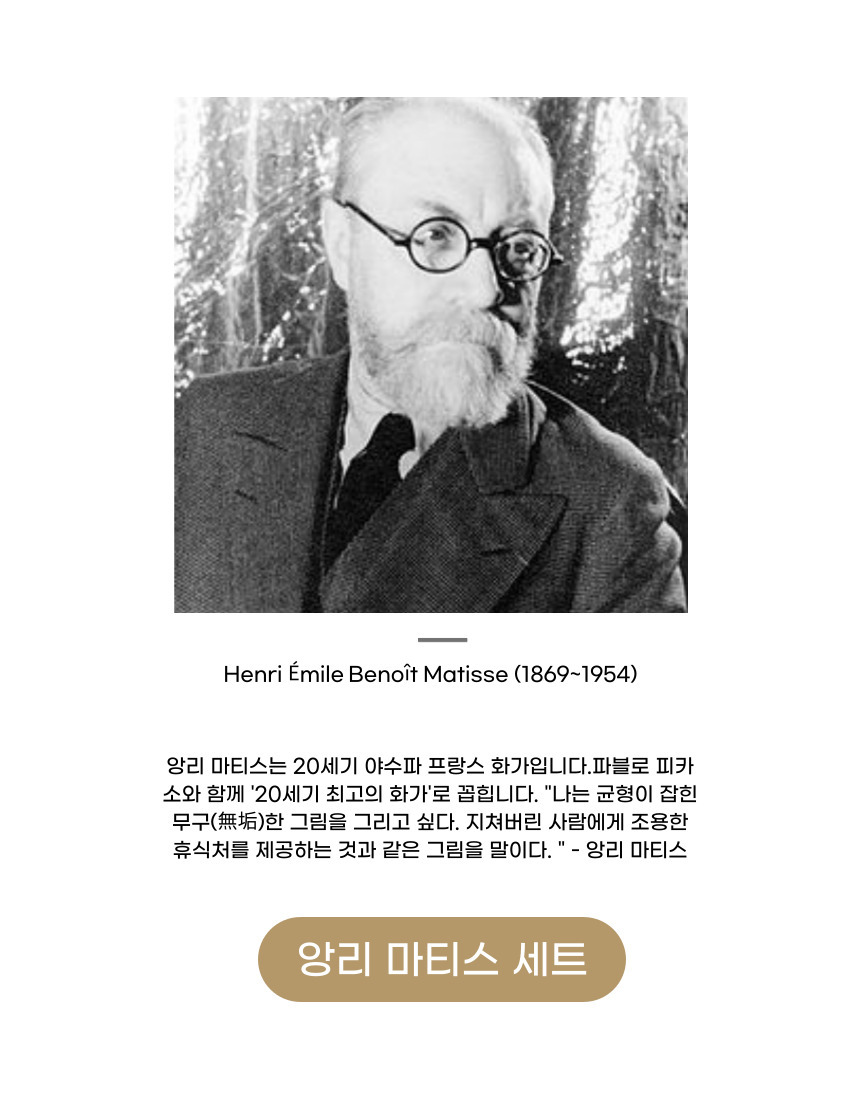 Henri Émile Benoît Matisse (1869~1954)
앙리 마티스는 20세기 야수파 프랑스 화가입니다.파블로 피카
소와 함께 '20세기 최고의 화가'로 꼽힙니다. "나는 균형이 잡힌
무구(無垢)한 그림을 그리고 싶다. 지쳐버린 사람에게 조용한
휴식처를 제공하는 것과 같은 그림을 말이다. " - 앙리 마티스
앙리 마티스 세트